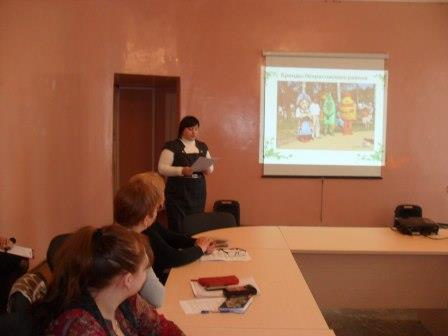 Бренды Некрасовского района